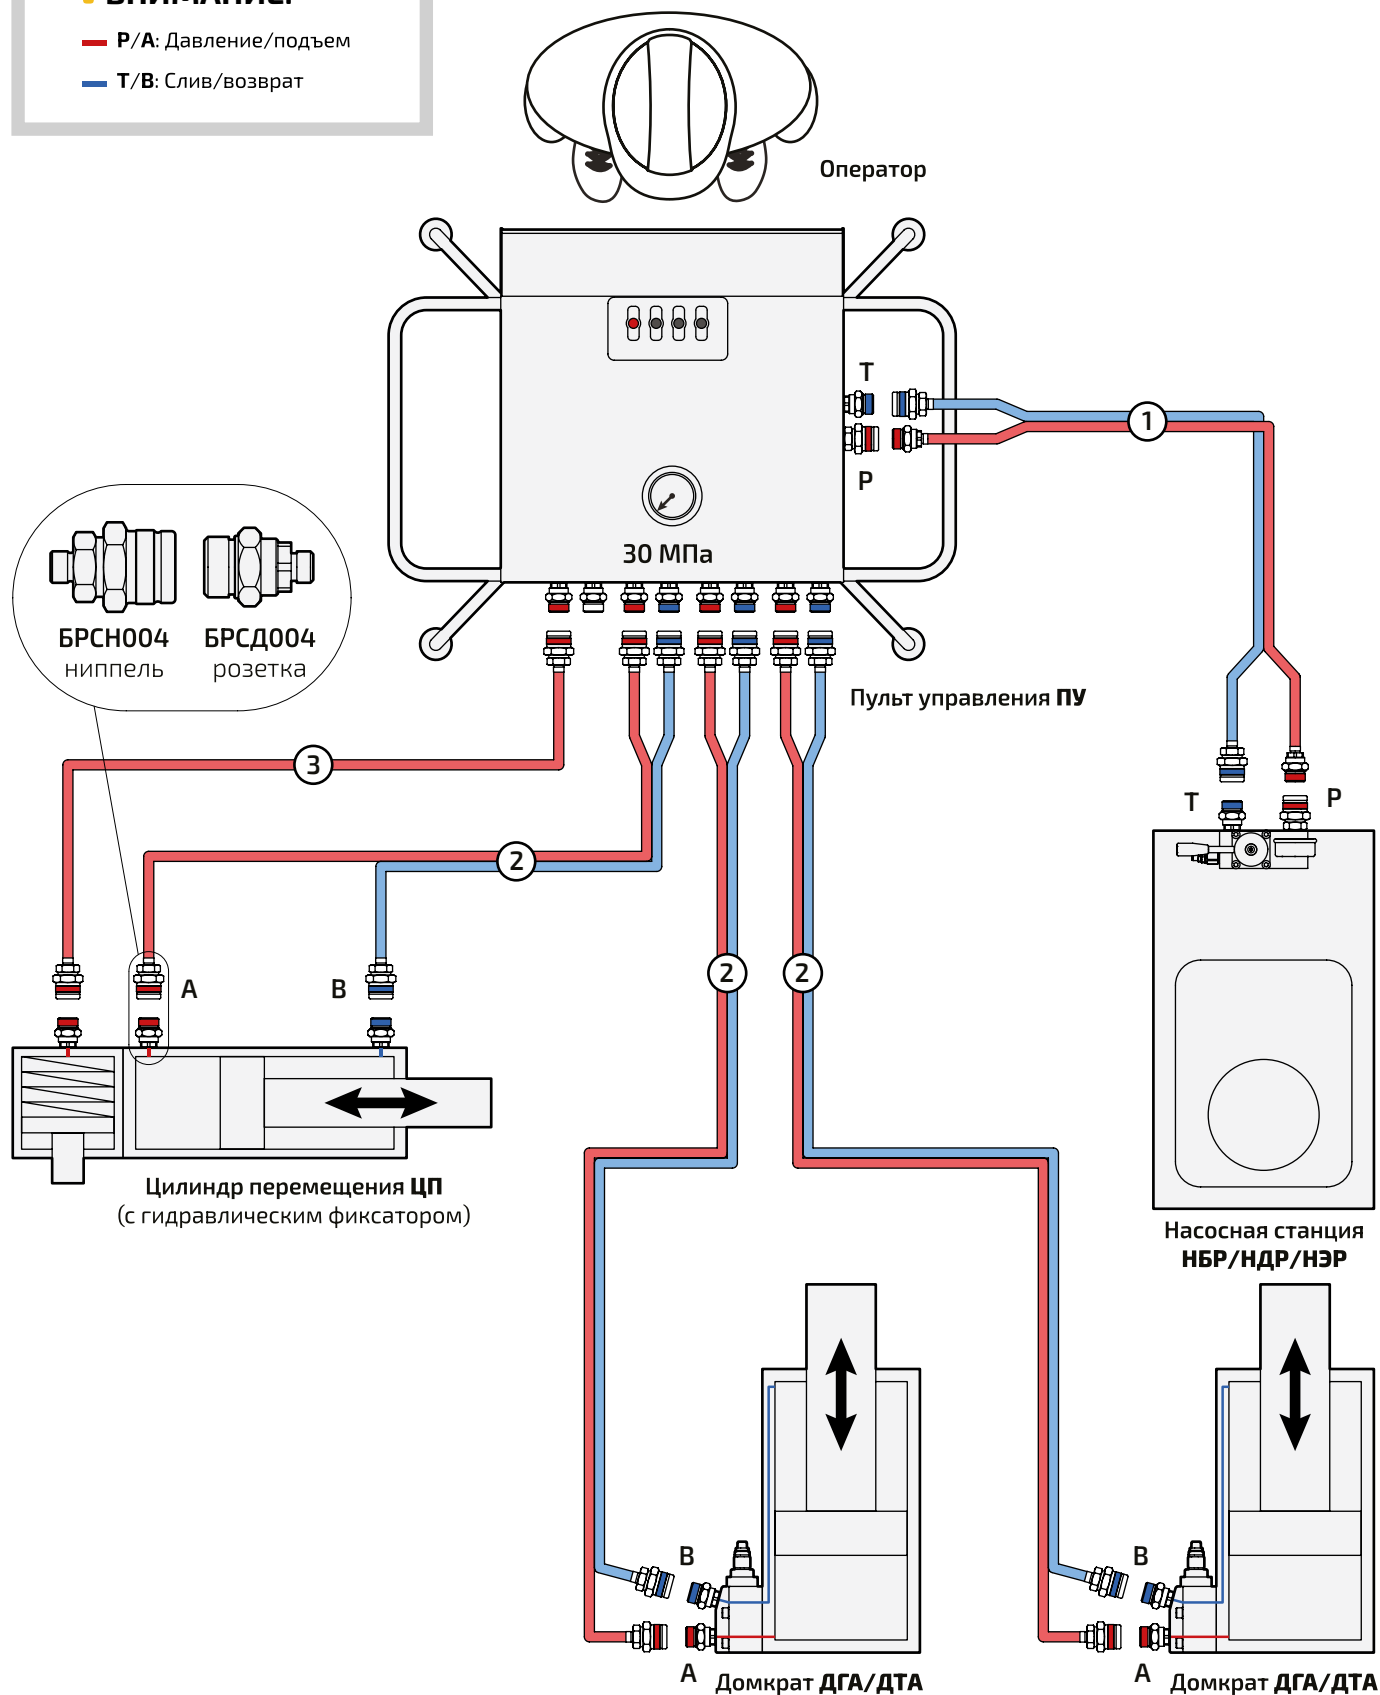 P/A: Давление/подъем
T/B: Слив/возврат
Оператор
T
1
P
30 МПа
БРСН004
ниппель
БРСД004
розетка
Пульт управления ПУ
3
T
P
2
A
B
2
2
Цилиндр перемещения ЦП
(с гидравлическим фиксатором)
Насосная станция
НБР/НДР/НЭР
B
B
A
A
Домкрат ДГА/ДТА
Домкрат ДГА/ДТА